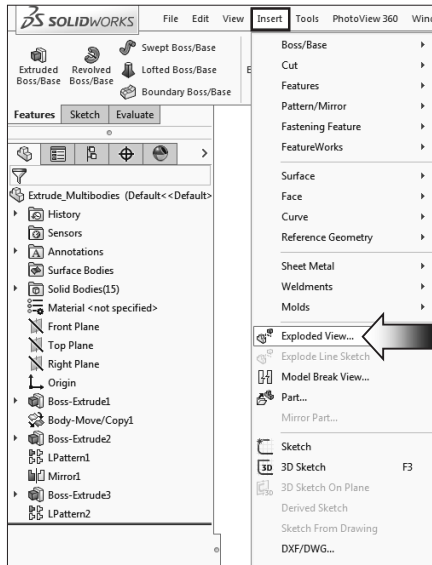 SOLIDWORKS File Edit View Insert Tools PhotoView 360
Extruded Boss/Base
Revolved Boss/Base
Swept Boss/Base
Lofted Boss/Base
Boundary Boss/Base
Features Sketch Evaluate
Extrude_Multibodies (Default<<Default>
History
Sensors
Annotations
Surface Bodies
Solid Bodies(15)
Material <not specified>
Front Plane
Top Plane
Right Plane
Origin
Boss-Extrude1
Body-Move/Copy1
Boss-Extrude2
LPattern1
Mirror1
Boss-Extrude3
LPattern2
Boss/Base
Cut
Features
Pattern/Mirror
Fastening Feature
FeatureWorks
Surface
Face
Curve
Reference Geometry
Sheet Metal
Weldments
Molds
Exploded View...
Explode Line Sketch
Model Break View...
Part...
Mirror Part...
Sketch
3D 3D Sketch F3
3D Sketch On Plane
Derived Sketch
Sketch From Drawing
DXF/DWG...